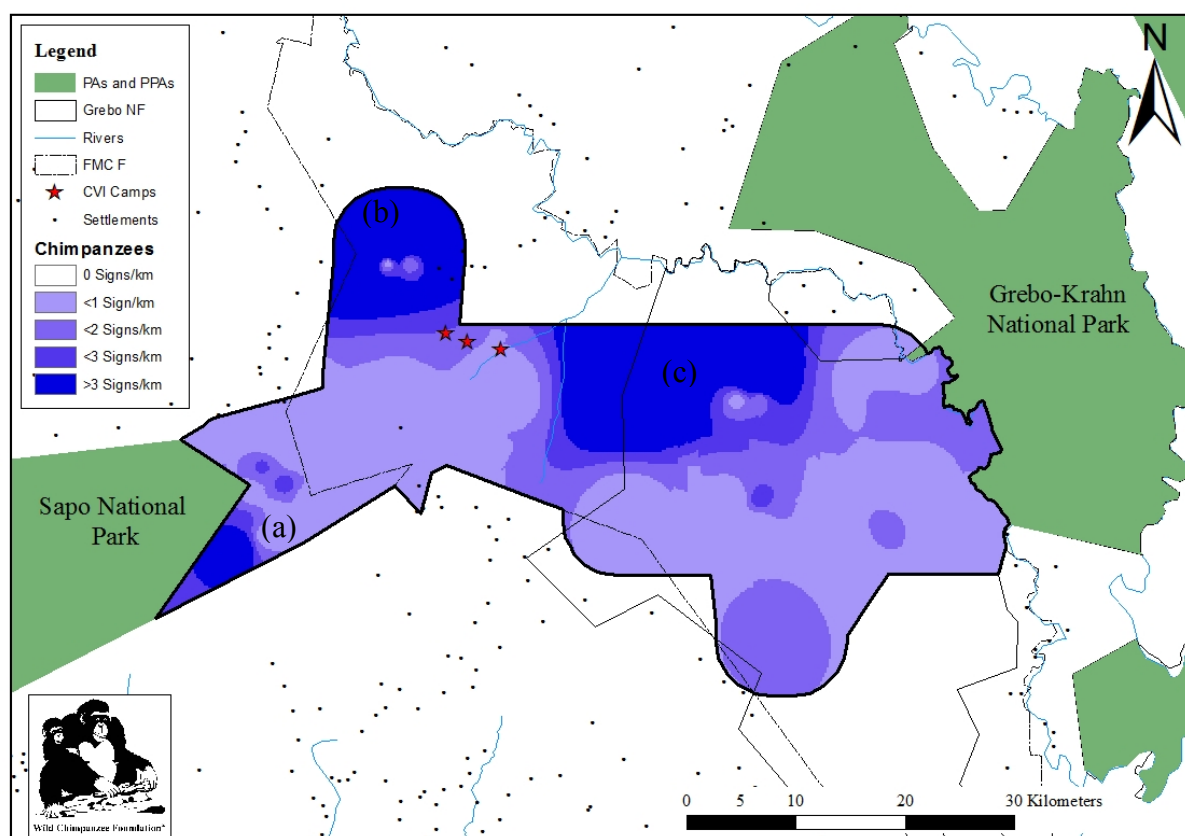 Legend
PAs and PPAs
Grebo NF
Rivers
FMC F
CVI Camps
Settlements
Chimpanzees
0 Signs/km
<1 Sign/km
<2 Signs/km
<3 Signs/km
>3 Signs/km
N
(b)
Grebo-Krahn
National Park
(c)
Sapo National
Park
(a)
Wild Chimpanzee Foundation®
0 5 10 20 30 Kilometers